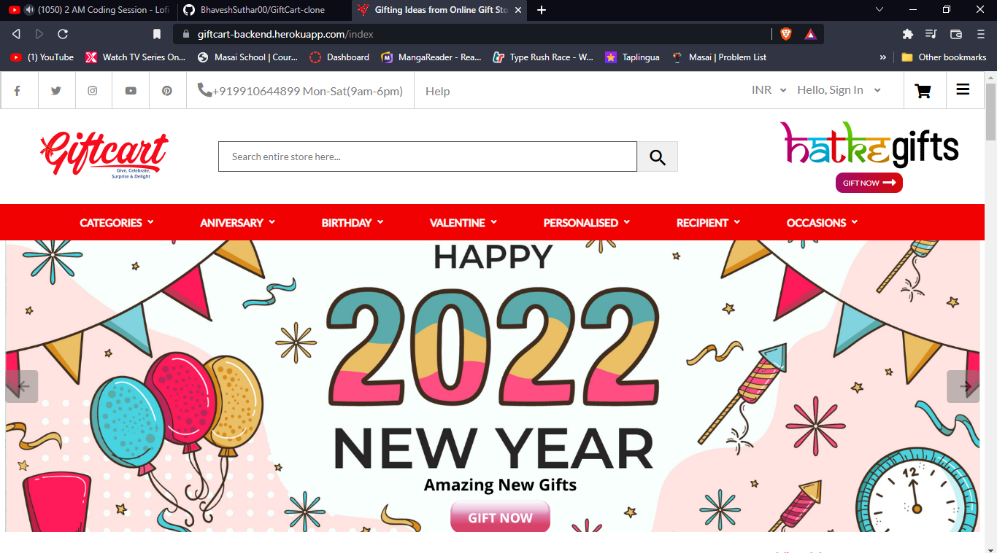 (1050) 2 AM Coding Session - Lofi
BhaveshSuthar00/GiftCart-clone
Gifting Ideas from Online Gift Sto
giftcart-backend.herokuapp.com/index
(1) YouTube
Watch TV Series On...
Masai School | Cour...
Dashboard
MangaReader - Rea...
Type Rush Race - W...
Taplingua
Masai | Problem List
»
Other bookmarks
+919910644899 Mon-Sat(9am-6pm)
Help
INR
Hello, Sign In
Giftcart
Give, Celebrate,
Surprise & Delight
Search entire store here...
hatke gifts
GIFT NOW
CATEGORIES
ANIVERSARY
BIRTHDAY
VALENTINE
PERSONALISED
RECIPIENT
OCCASIONS
HAPPY
2022
NEW YEAR
Amazing New Gifts
GIFT NOW
12